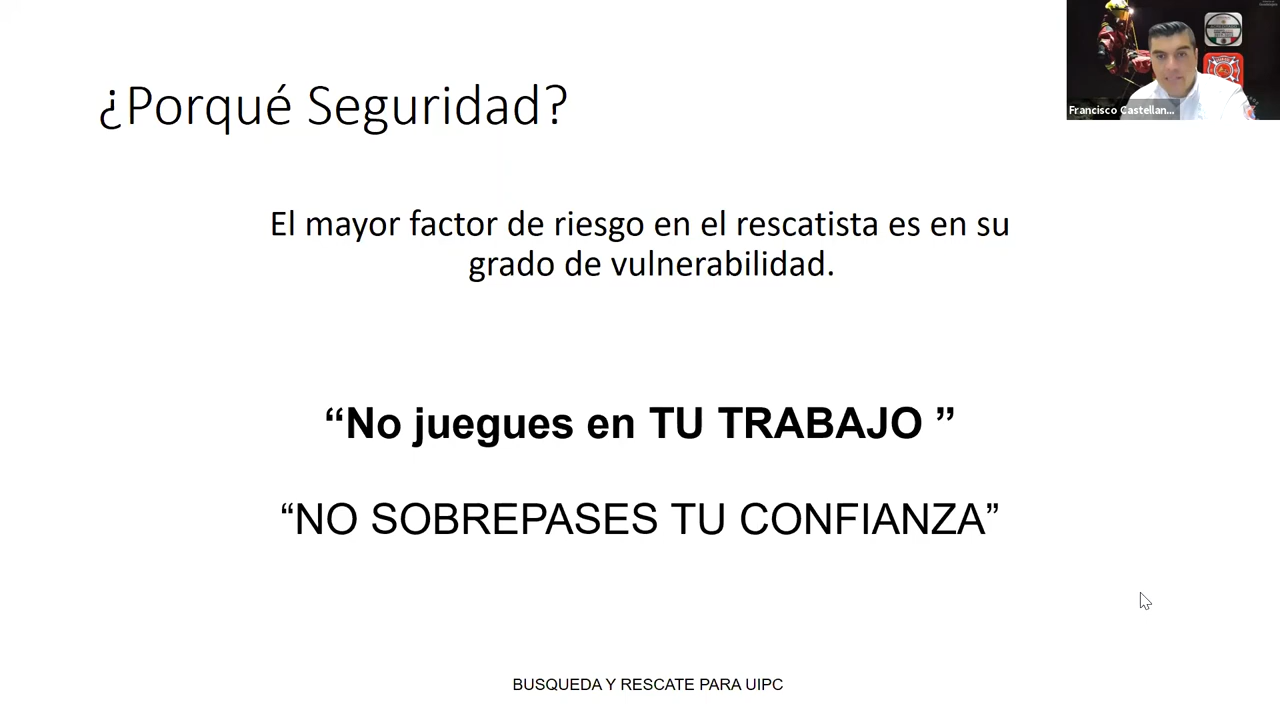 ¿Porqué Seguridad?
El mayor factor de riesgo en el rescatista es en su
grado de vulnerabilidad.
“No juegues en TU TRABAJO ”
“NO SOBREPASES TU CONFIANZA”
BUSQUEDA Y RESCATE PARA UIPC
Francisco Castellan...